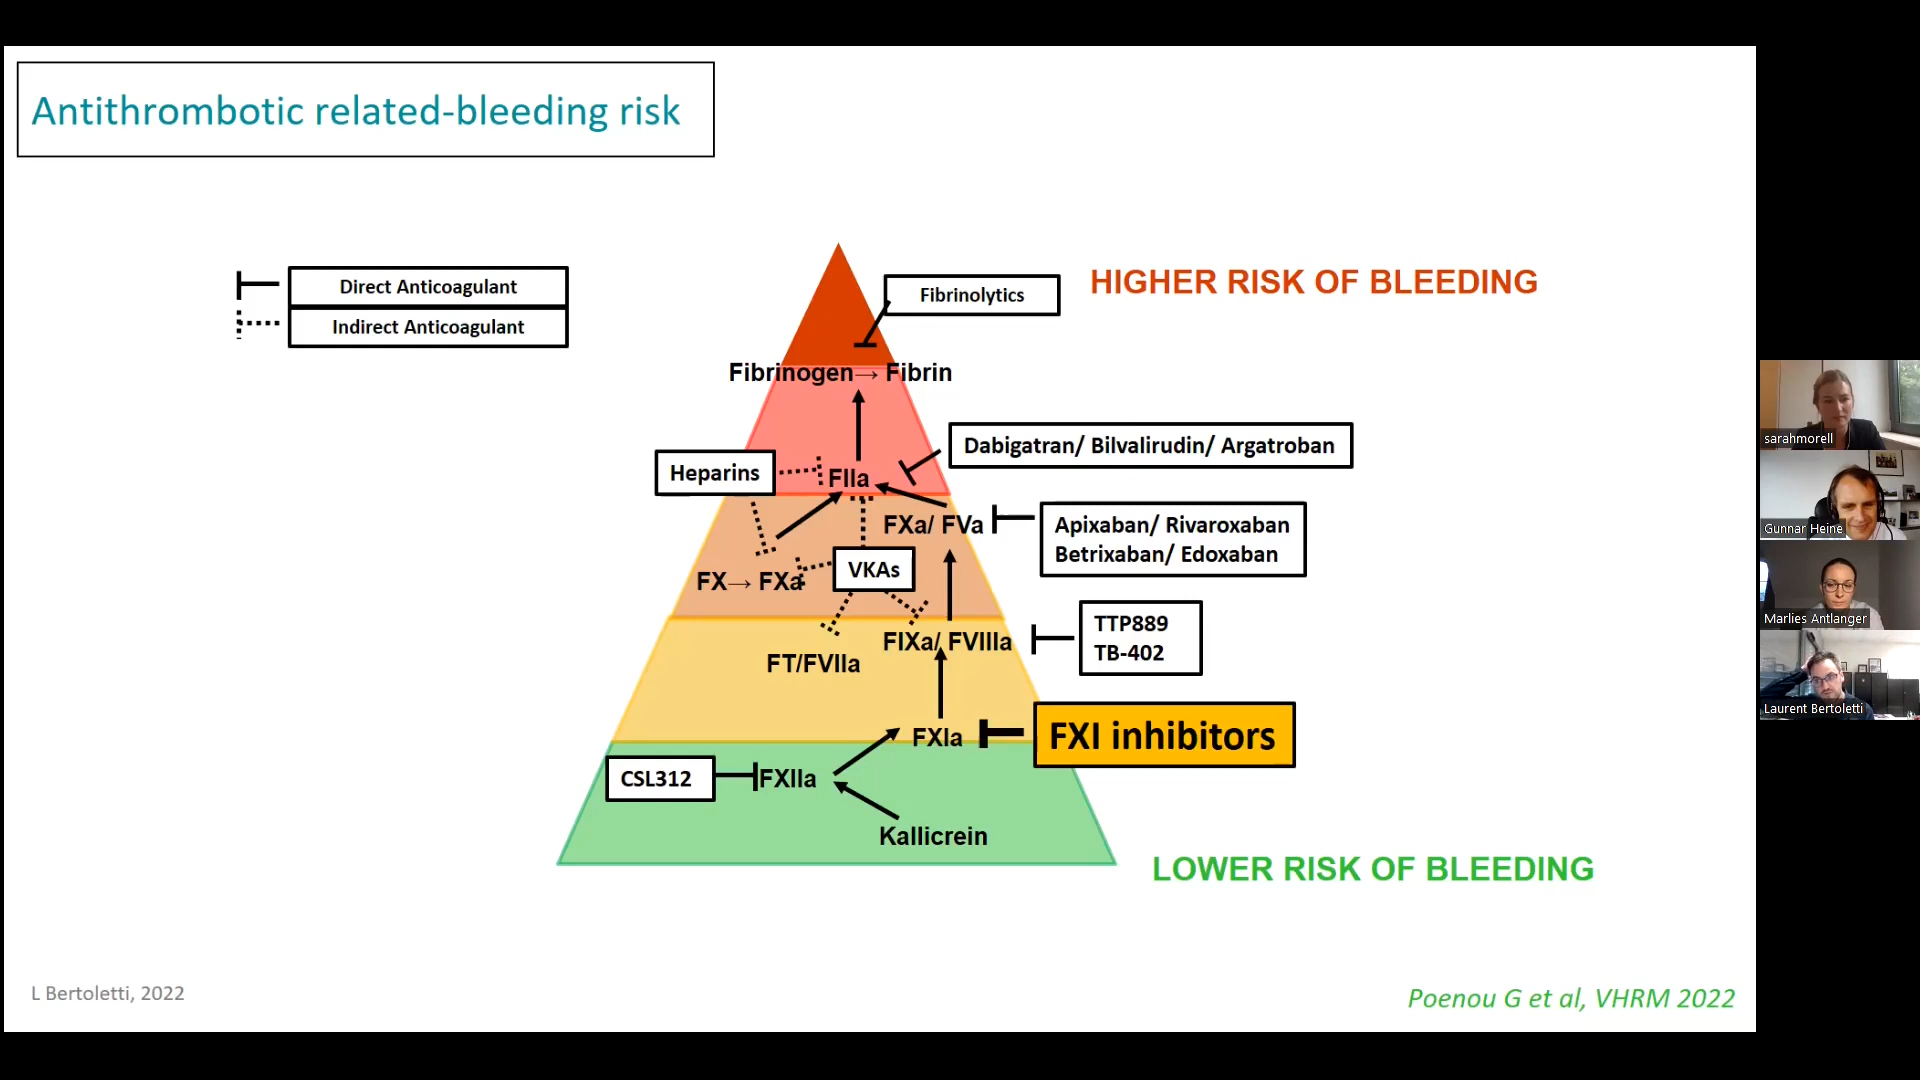 Antithrombotic related-bleeding risk
Direct Anticoagulant
Indirect Anticoagulant
Fibrinolytics
HIGHER RISK OF BLEEDING
Fibrinogen→ Fibrin
Dabigatran/ Bilvalirudin/ Argatroban
Heparins
FIIa
FXa/ FVa
Apixaban/ Rivaroxaban
Betrixaban/ Edoxaban
VKAs
FX→ FXa
TTP889
TB-402
FIXa/ FVIIIa
FT/FVIIa
FXIa
FXI inhibitors
CSL312
FXIIa
Kallicrein
LOWER RISK OF BLEEDING
L Bertoletti, 2022
Poenou G et al, VHRM 2022
sarahmorell
Gunnar Heine
Marlies Antlanger
Laurent Bertoletti